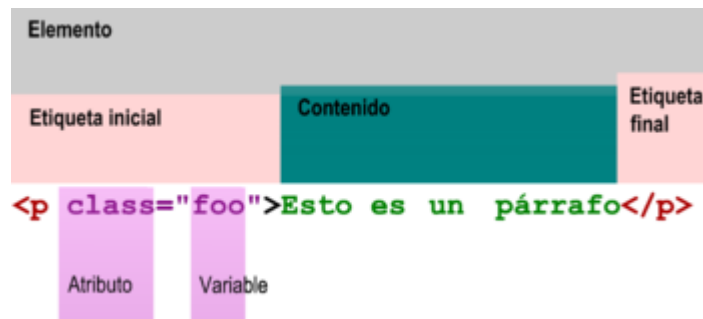 Elemento
Etiqueta inicial
Contenido
Etiqueta
final
<p class="foo">Esto es un párrafo</p>
Atributo
Variable